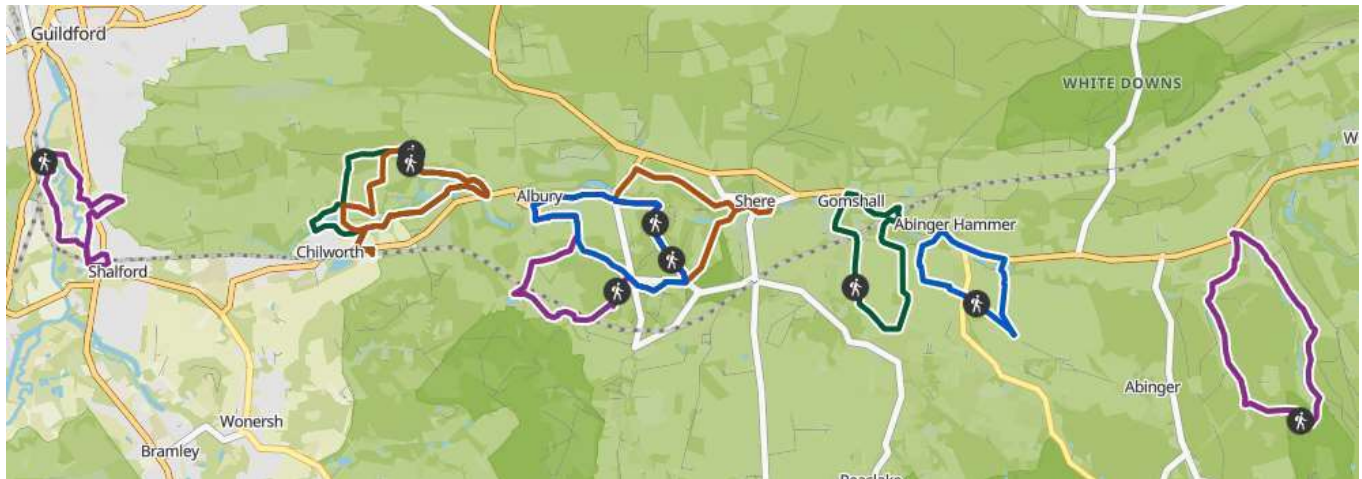 Guildford
WHITE DOWNS
Albury
Shere
Gomshall
Abinger Hammer
Chilworth
Shalford
Abinger
Wonersh
Bramley